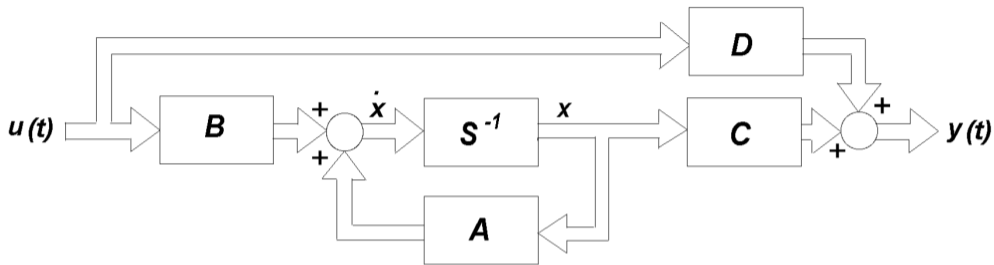 D
u(t)
B
+
+
ẋ
S⁻¹
x
C
+
+
y(t)
A